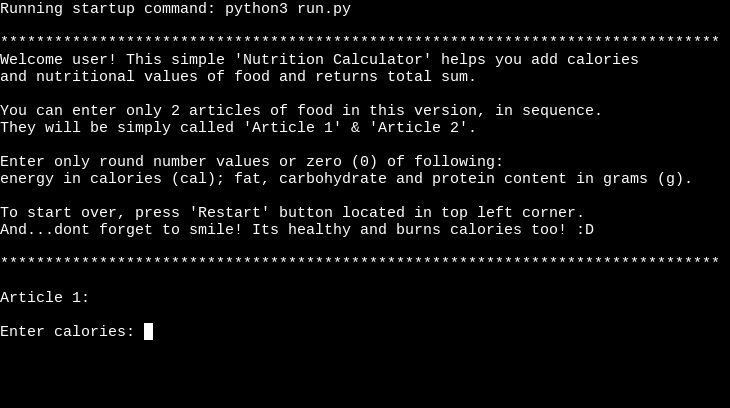 Running startup command: python3 run.py
********************************************************************************
Welcome user! This simple 'Nutrition Calculator' helps you add calories
and nutritional values of food and returns total sum.
You can enter only 2 articles of food in this version, in sequence.
They will be simply called 'Article 1' & 'Article 2'.
Enter only round number values or zero (0) of following:
energy in calories (cal); fat, carbohydrate and protein content in grams (g).
To start over, press 'Restart' button located in top left corner.
And...dont forget to smile! Its healthy and burns calories too! :D
********************************************************************************
Article 1:
Enter calories: